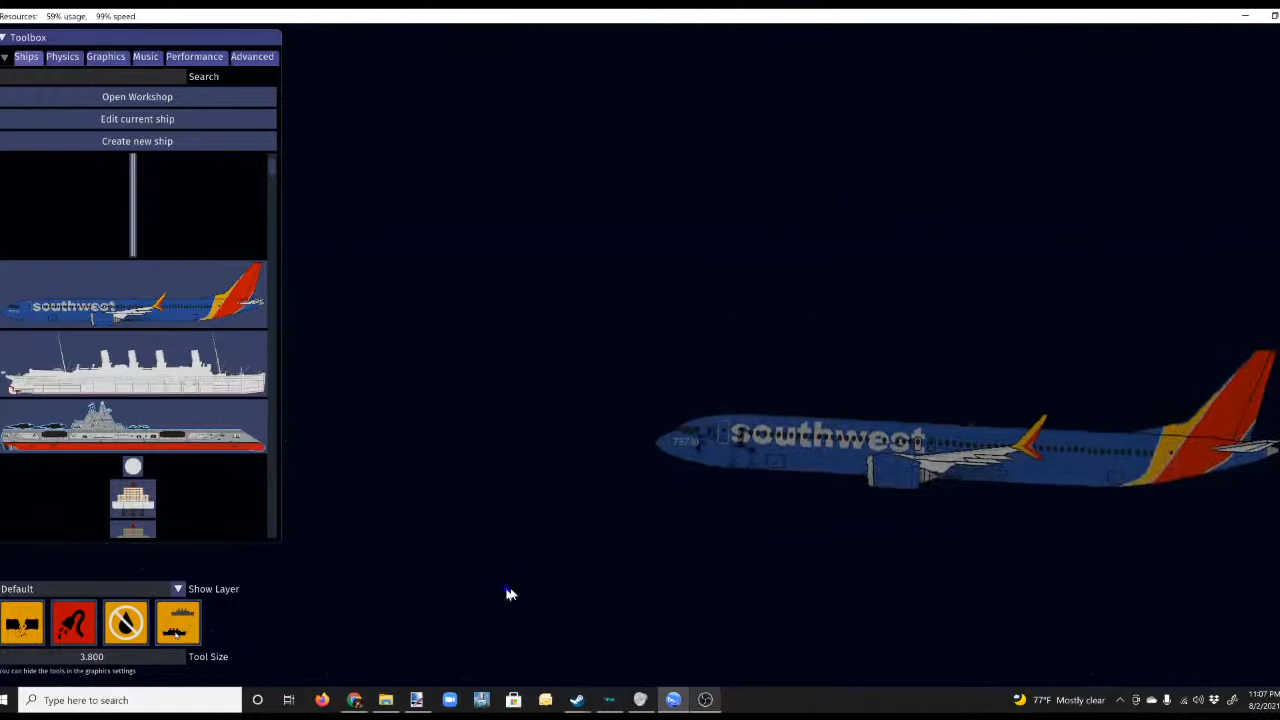 Resources: 59% usage, 99% speed
Toolbox
Ships Physics Graphics Music Performance Advanced
Search
Open Workshop
Edit current ship
Create new ship
southwest
southwest
Default
Show Layer
3.800
Tool Size
You can hide the tools in the graphics settings
Type here to search
77°F Mostly clear
11:07 PM
8/2/2021